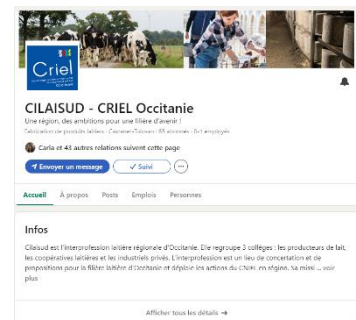 Criel
OCCITANIE
CILAISUD - CRIEL Occitanie
Une région, des ambitions pour une filière d'avenir !
Fabrication de produits laitiers · Castanet-Tolosan · abonnés · 0-1 employés
Carla et 43 autres relations suivent cette page
Envoyer un message
Suivi
Accueil À propos Posts Emplois Personnes
Infos
Cilaisud est l'interprofession laitière régionale d'Occitanie. Elle regroupe 3 collèges : les producteurs de lait,
les coopératives laitières et les industriels privés. L'interprofession est un lieu de concertation et de
propositions pour la filière laitière d'Occitanie et déploie les actions du CNIEL en région. Sa missi ... voir
plus
Afficher tous les détails →